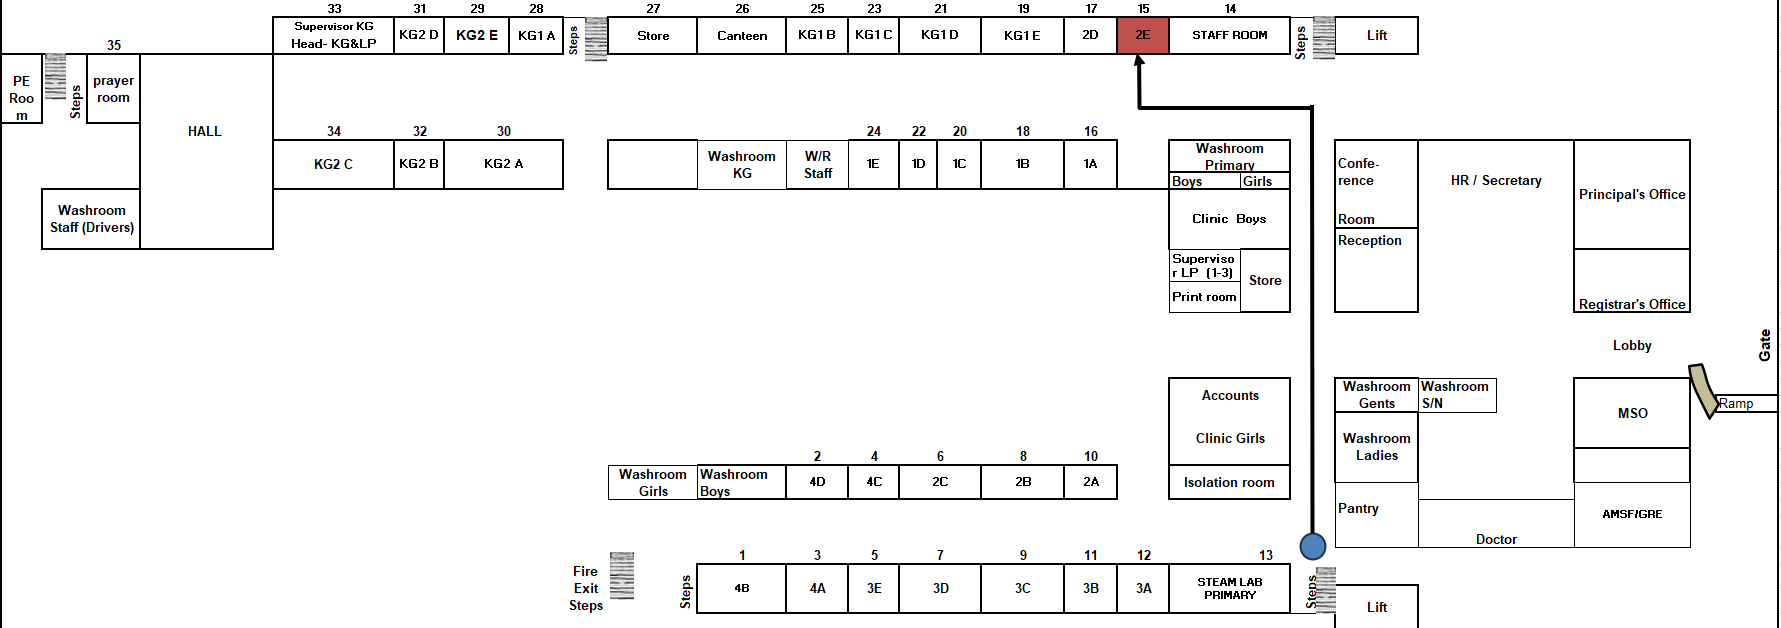 33
31
29
28
27
26
25
23
21
19
17
15
14
Supervisor KG
Head- KG&LP
KG2 D
KG2 E
KG1 A
Steps
Store
Canteen
KG1 B
KG1 C
KG1 D
KG1 E
2D
2E
STAFF ROOM
Steps
Lift
35
PE
Roo
m
Steps
prayer
room
HALL
34
32
30
24
22
20
18
16
KG2 C
KG2 B
KG2 A
Washroom
KG
W/R
Staff
1E
1D
1C
1B
1A
Washroom
Primary
Boys
Girls
Clinic Boys
Superviso
r LP (1-3)
Print room
Store
Washroom
Staff (Drivers)
Confe-
rence
Room
Reception
HR / Secretary
Principal's Office
Registrar's Office
Lobby
Gate
Ramp
Accounts
Clinic Girls
Isolation room
Washroom
Gents
Washroom
S/N
Washroom
Ladies
Pantry
Doctor
MSO
AMSF/GRE
2
4
6
8
10
Washroom
Girls
Washroom
Boys
4D
4C
2C
2B
2A
1
3
5
7
9
11
12
13
Fire
Exit
Steps
Steps
4B
4A
3E
3D
3C
3B
3A
STEAM LAB
PRIMARY
Steps
Lift